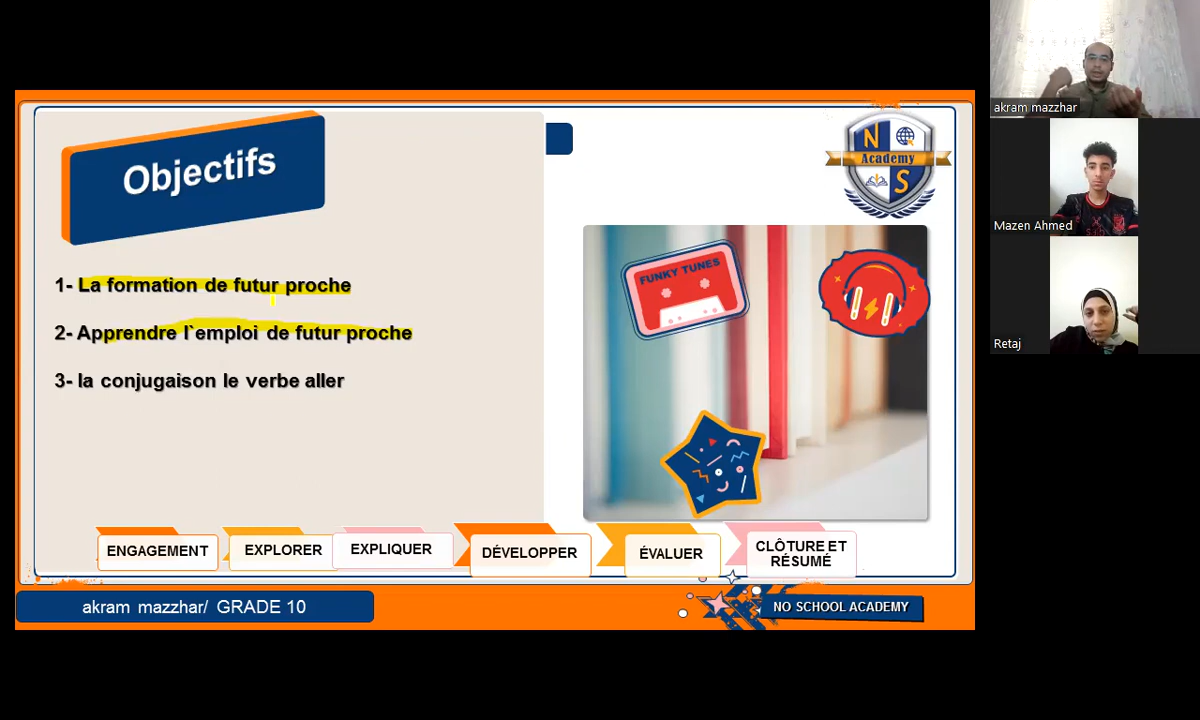 Objectifs
N
Academy
S
1- La formation de futur proche
2- Apprendre l`emploi de futur proche
3- la conjugaison le verbe aller
FUNKY TUNES
ENGAGEMENT
EXPLORER
EXPLIQUER
DÉVELOPPER
ÉVALUER
CLÔTURE ET
RÉSUMÉ
akram mazzhar/ GRADE 10
NO SCHOOL ACADEMY
akram mazzhar
Mazen Ahmed
Retaj